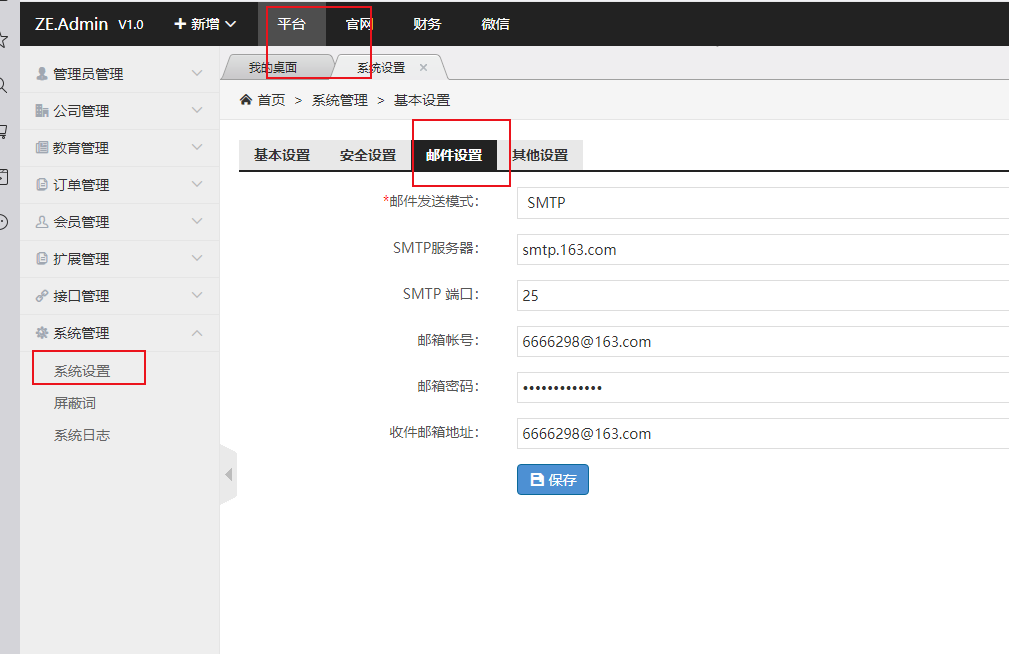 ZE.Admin V1.0 新增 平台 官网 财务 微信
管理员管理
公司管理
教育管理
订单管理
会员管理
扩展管理
接口管理
系统管理
系统设置
屏蔽词
系统日志
我的桌面 系统设置 ×
首页 > 系统管理 > 基本设置
基本设置 安全设置 邮件设置 其他设置
*邮件发送模式： SMTP
SMTP服务器： smtp.163.com
SMTP 端口： 25
邮箱帐号： 6666298@163.com
邮箱密码： •••••••••••••
收件邮箱地址： 6666298@163.com
保存